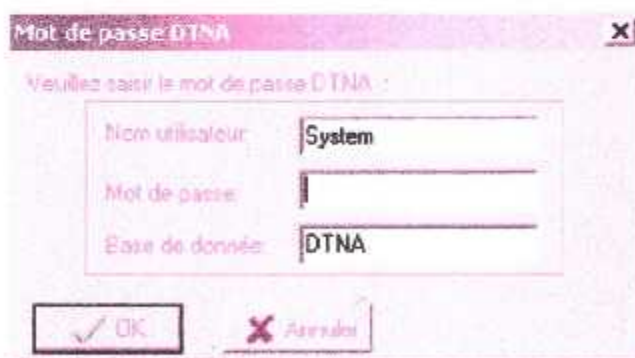 Mot de passe DTNA
Veuillez saisir le mot de passe DTNA :
Nom utilisateur: System
Mot de passe:
Base de donnée: DTNA
OK Annuler